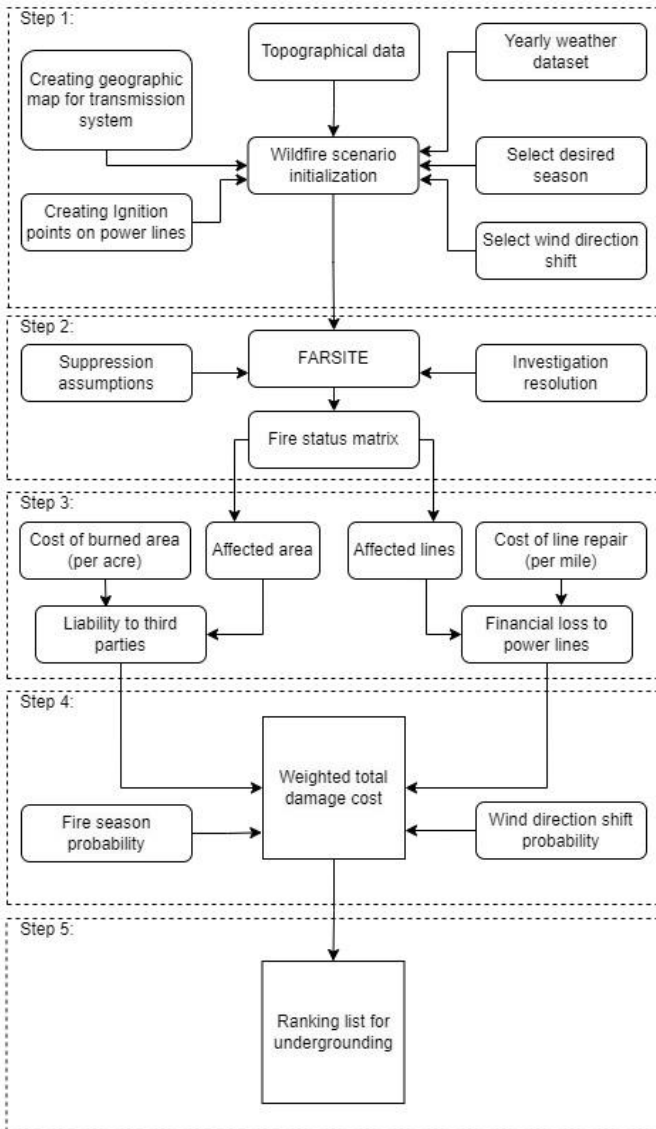 Step 1:
Creating geographic
map for transmission
system
Topographical data
Yearly weather
dataset
Wildfire scenario
initialization
Select desired
season
Creating Ignition
points on power lines
Select wind direction
shift
Step 2:
Suppression
assumptions
FARSITE
Investigation
resolution
Fire status matrix
Step 3:
Cost of burned area
(per acre)
Affected area
Affected lines
Cost of line repair
(per mile)
Liability to third
parties
Financial loss to
power lines
Step 4:
Weighted total
damage cost
Fire season
probability
Wind direction shift
probability
Step 5:
Ranking list for
undergrounding